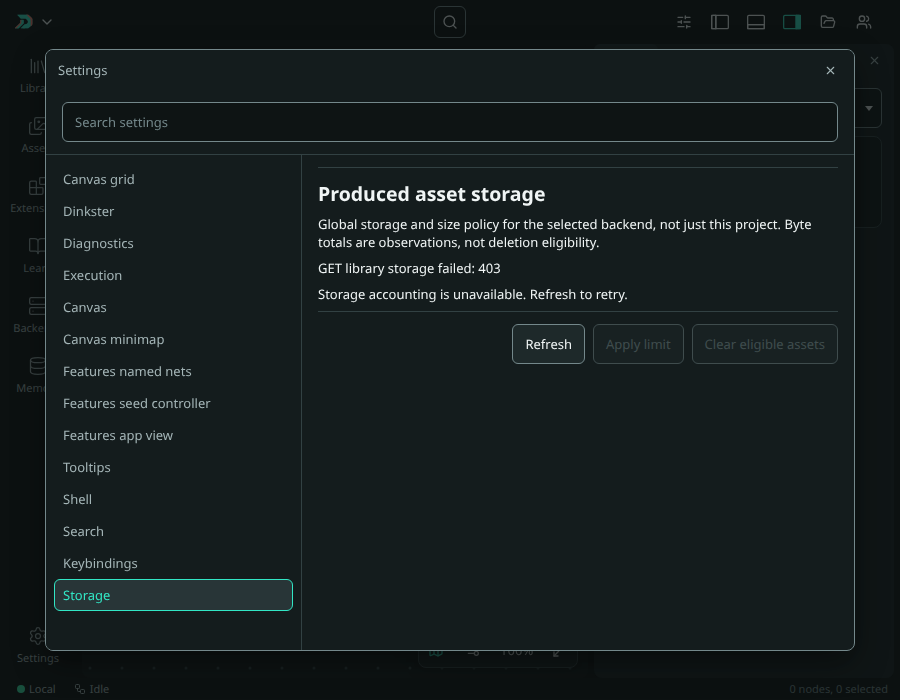 Settings
Search settings
Canvas grid
Dinkster
Diagnostics
Execution
Canvas
Canvas minimap
Features named nets
Features seed controller
Features app view
Tooltips
Shell
Search
Keybindings
Storage
Produced asset storage
Global storage and size policy for the selected backend, not just this project. Byte
totals are observations, not deletion eligibility.
GET library storage failed: 403
Storage accounting is unavailable. Refresh to retry.
Refresh
Apply limit
Clear eligible assets
Settings
100%
Local
Idle
0 nodes, 0 selected